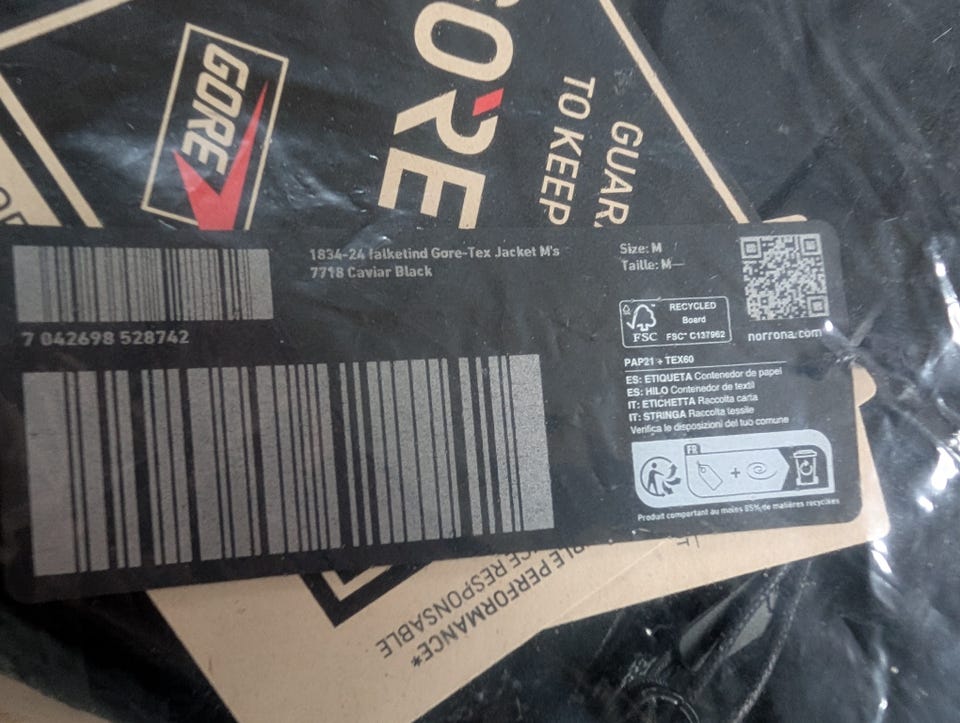 GORE
GORE
GUAR
TO KEEP
1834-24 falketind Gore-Tex Jacket M's
7718 Caviar Black
Size: M
Taille: M
7 042698 528742
FSC
RECYCLED
Board
FSC™ C137962
norrona.com
PAP21 + TEX60
ES: ETIQUETA Contenedor de papel
ES: HILO Contenedor de textil
IT: ETICHETTA Raccolta carta
IT: STRINGA Raccolta tessile
Verifica le disposizioni del tuo comune
FR
+
Produit comportant au moins 85% de matières recyclées
PERFORMANCE*
RESPONSABLE